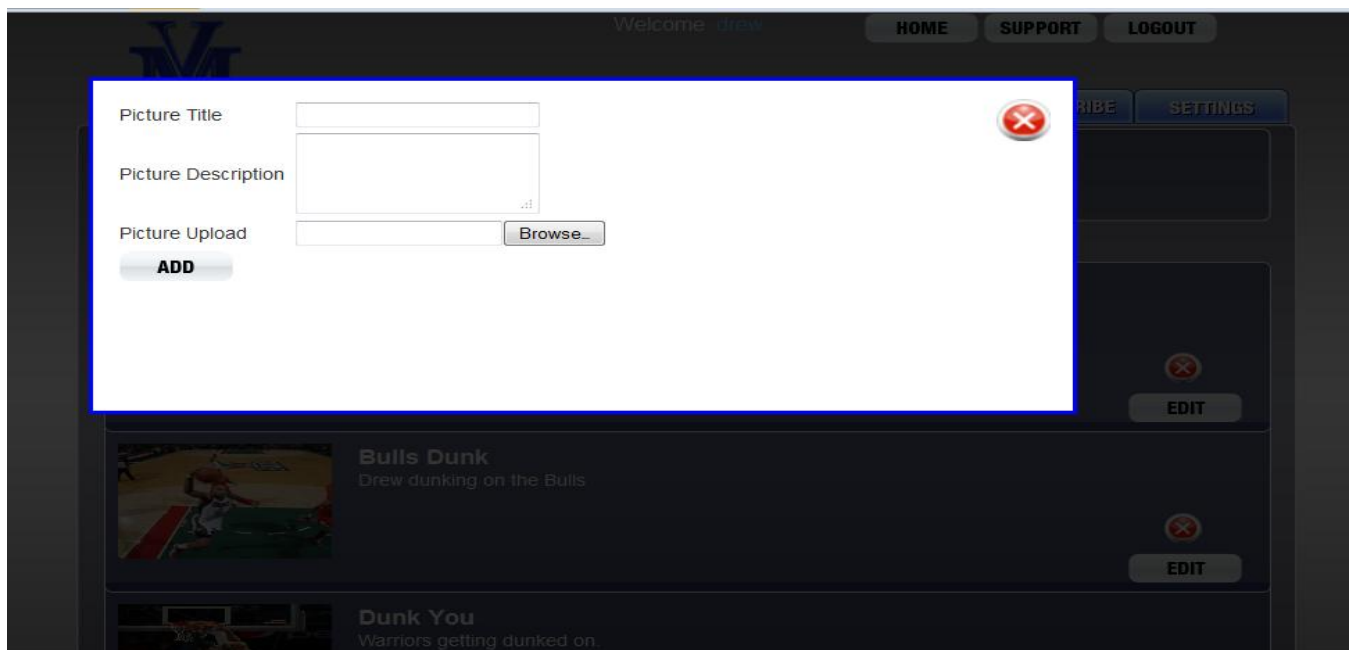 Welcome drew
HOME SUPPORT LOGOUT
VM
RIBE SETTINGS
Picture Title
Picture Description
Picture Upload Browse...
ADD
EDIT
Bulls Dunk
Drew dunking on the Bulls
EDIT
Dunk You
Warriors getting dunked on.